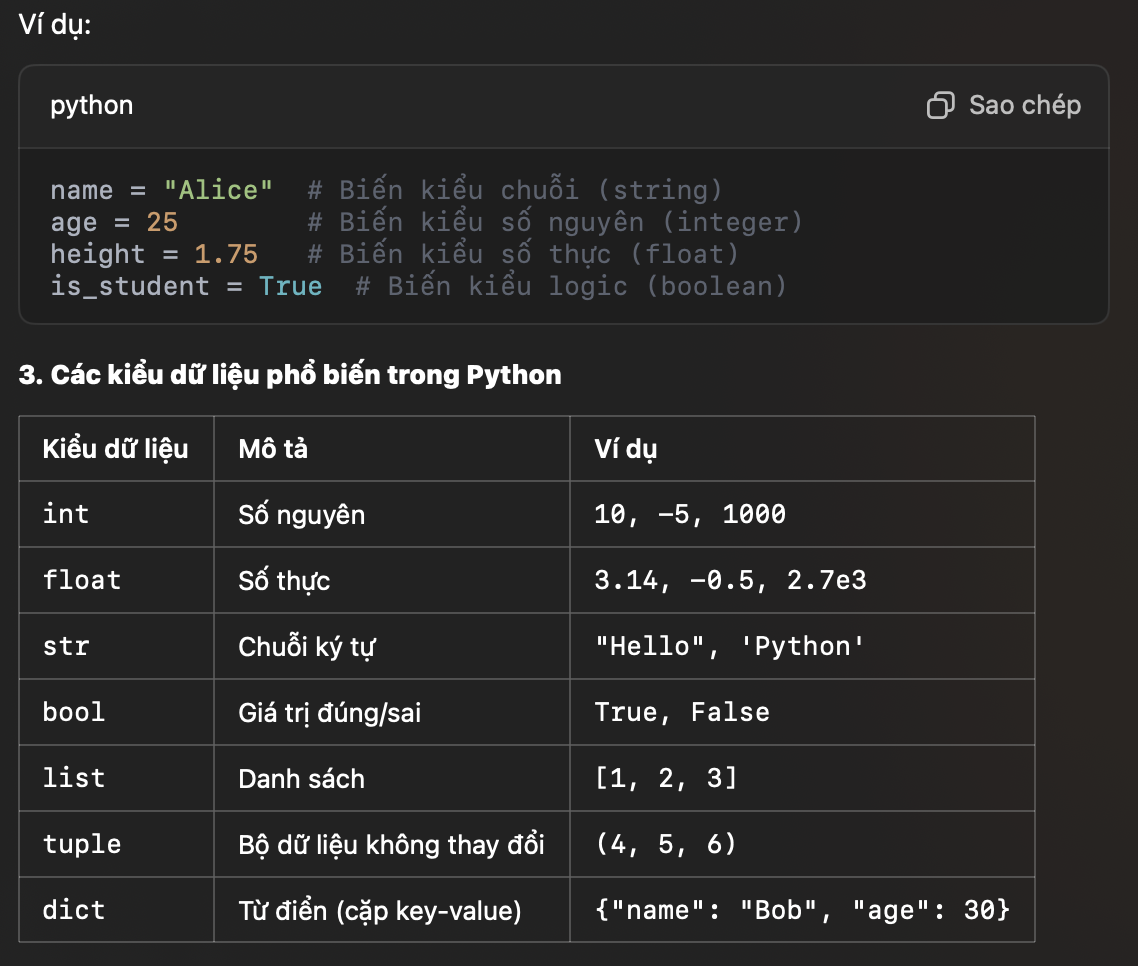 Ví dụ:
python
Sao chép
name = "Alice"  # Biến kiểu chuỗi (string)
age = 25        # Biến kiểu số nguyên (integer)
height = 1.75   # Biến kiểu số thực (float)
is_student = True  # Biến kiểu logic (boolean)
3. Các kiểu dữ liệu phổ biến trong Python
Kiểu dữ liệu Mô tả Ví dụ
int Số nguyên 10, -5, 1000
float Số thực 3.14, -0.5, 2.7e3
str Chuỗi ký tự "Hello", 'Python'
bool Giá trị đúng/sai True, False
list Danh sách [1, 2, 3]
tuple Bộ dữ liệu không thay đổi (4, 5, 6)
dict Từ điển (cặp key-value) {"name": "Bob", "age": 30}